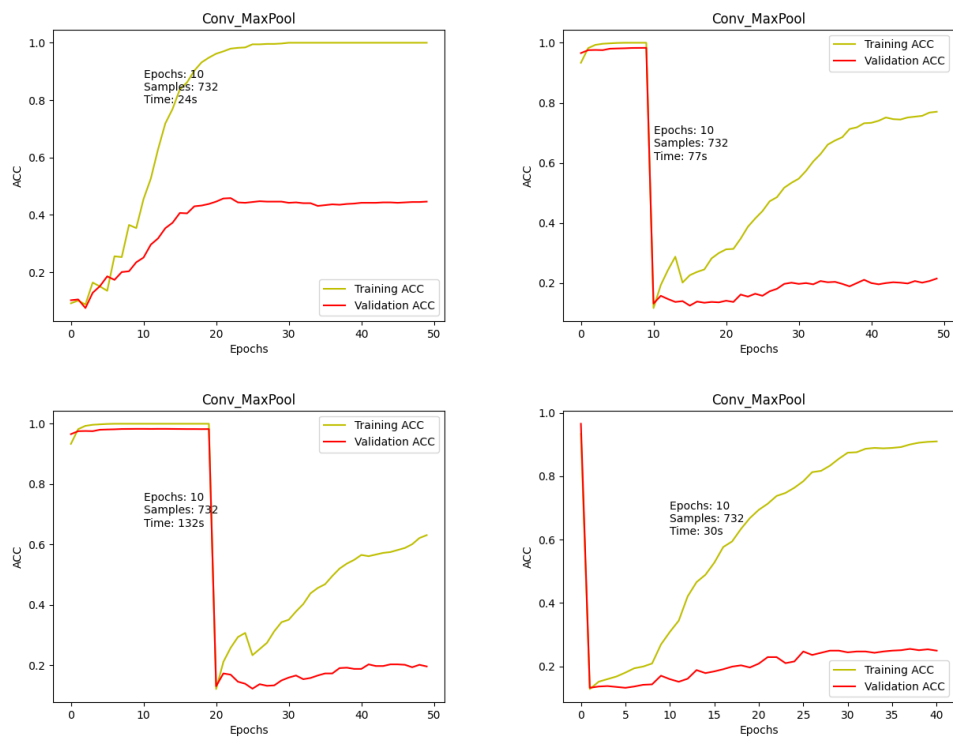 Conv_MaxPool
1.0
0.8
0.6
0.4
0.2
ACC
Epochs: 10
Samples: 732
Time: 24s
Training ACC
Validation ACC
0 10 20 30 40 50
Epochs
Conv_MaxPool
1.0
0.8
0.6
0.4
0.2
ACC
Training ACC
Validation ACC
Epochs: 10
Samples: 732
Time: 77s
0 10 20 30 40 50
Epochs
Conv_MaxPool
1.0
0.8
0.6
0.4
0.2
ACC
Training ACC
Validation ACC
Epochs: 10
Samples: 732
Time: 132s
0 10 20 30 40 50
Epochs
Conv_MaxPool
1.0
0.8
0.6
0.4
0.2
ACC
Epochs: 10
Samples: 732
Time: 30s
Training ACC
Validation ACC
0 5 10 15 20 25 30 35 40
Epochs